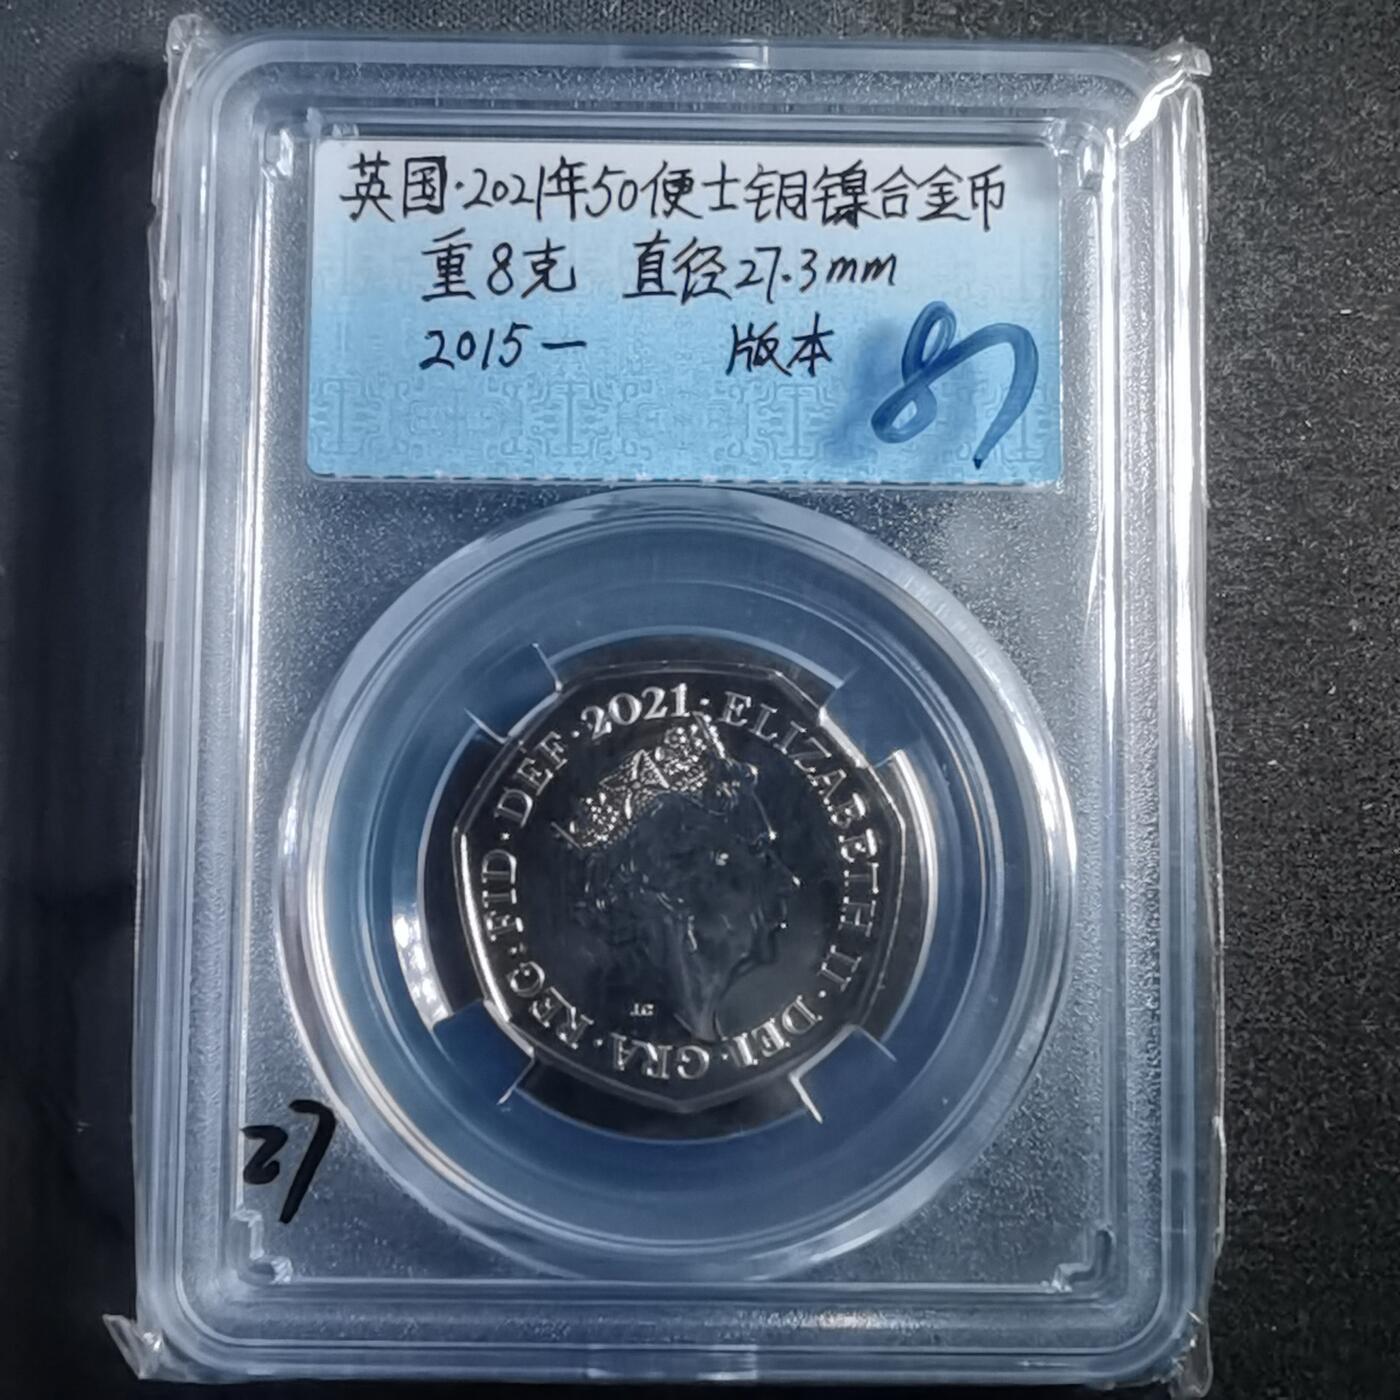 英国·2021年50便士铜镍合金币
重8克 直径27.3mm
2015一 版本
87
·2021·ELIZABETH II·DEI·GRA·REG·FID·DEF
27